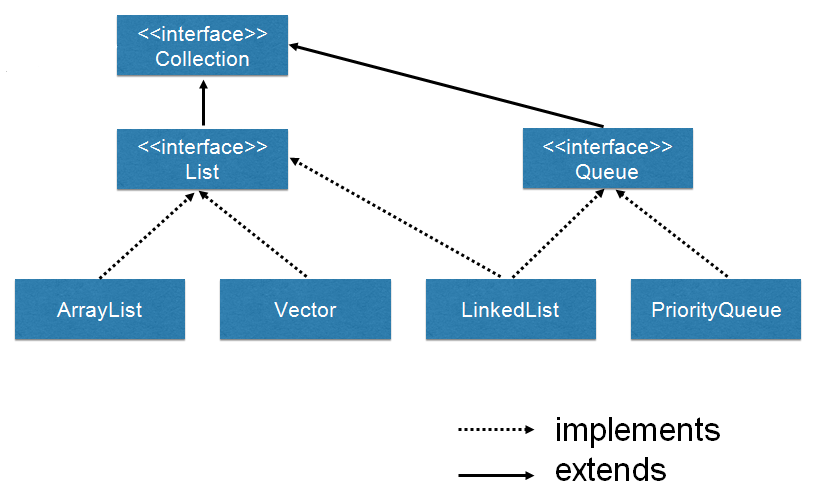 <<interface>>
Collection
<<interface>>
List
<<interface>>
Queue
ArrayList
Vector
LinkedList
PriorityQueue
implements
extends